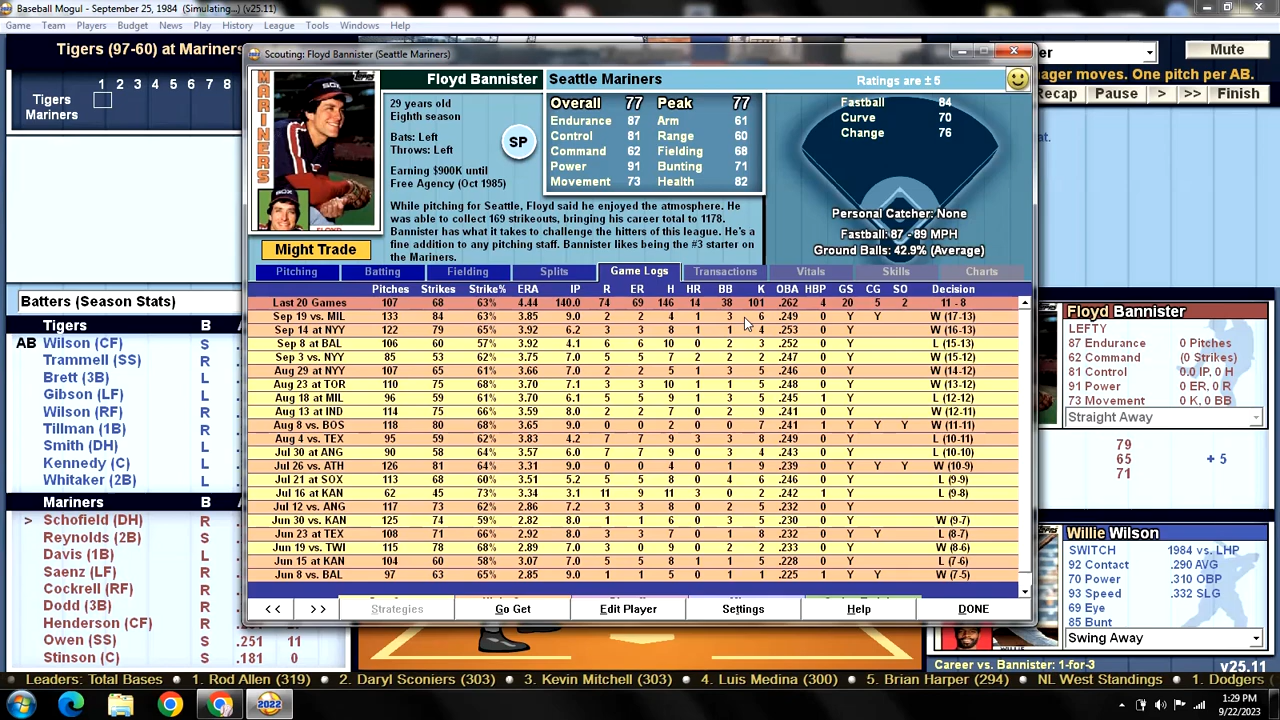 Baseball Mogul - September 25, 1984 (Simulating...) (v25.11)
Game Team Players Budget News Play History League Tools Windows Help
Tigers (97-60) at Mariners
Mute
anager moves. One pitch per AB.
1 2 3 4 5 6 7 8
Recap Pause > >> Finish
Tigers
Mariners
Scouting: Floyd Bannister (Seattle Mariners)
MARINERS
Topps
SOX
SOX
FLOYD
Floyd Bannister Seattle Mariners Ratings are ± 5
29 years old
Eighth season
Bats: Left
Throws: Left
Earning $900K until
Free Agency (Oct 1985)
SP
Overall 77 Peak 77
Endurance 87 Arm 61
Control 81 Range 60
Command 62 Fielding 68
Power 91 Bunting 71
Movement 73 Health 82
Fastball 84
Curve 70
Change 76
Personal Catcher: None
Fastball: 87 - 89 MPH
Ground Balls: 42.9% (Average)
While pitching for Seattle, Floyd said he enjoyed the atmosphere. He
was able to collect 169 strikeouts, bringing his career total to 1178.
Bannister has what it takes to challenge the hitters of this league. He's a
fine addition to any pitching staff. Bannister likes being the #3 starter on
the Mariners.
Might Trade
Pitching Batting Fielding Splits Game Logs Transactions Vitals Skills Charts
Pitches Strikes Strike% ERA IP R ER H HR BB K OBA HBP GS CG SO Decision
Last 20 Games 107 68 63% 4.44 140.0 74 69 146 14 38 101 .262 4 20 5 2 11 - 8
Sep 19 vs. MIL 133 84 63% 3.85 9.0 2 2 4 1 3 6 .249 0 Y Y W (17-13)
Sep 14 at NYY 122 79 65% 3.92 6.2 3 3 8 1 1 4 .253 0 Y W (16-13)
Sep 8 at BAL 106 60 57% 3.92 4.1 6 6 10 0 2 3 .252 0 Y L (15-13)
Sep 3 vs. NYY 85 53 62% 3.75 7.0 5 5 7 2 2 2 .247 0 Y W (15-12)
Aug 29 at NYY 107 65 61% 3.66 7.0 2 2 5 1 3 5 .246 0 Y W (14-12)
Aug 23 at TOR 110 75 68% 3.70 7.1 3 3 10 1 1 5 .248 0 Y W (13-12)
Aug 18 at MIL 96 59 61% 3.70 6.1 5 5 9 1 3 5 .245 1 Y L (12-12)
Aug 13 at IND 114 75 66% 3.59 8.0 2 2 7 0 2 9 .241 0 Y W (12-11)
Aug 8 vs. BOS 118 80 68% 3.65 9.0 0 0 2 0 0 7 .241 1 Y Y Y W (11-11)
Aug 4 vs. TEX 95 59 62% 3.83 4.2 7 7 9 3 3 8 .249 0 Y L (10-11)
Jul 30 at ANG 90 58 64% 3.57 6.0 7 7 9 0 3 4 .243 0 Y L (10-10)
Jul 26 vs. ATH 126 81 64% 3.31 9.0 0 0 4 0 1 9 .239 0 Y Y Y W (10-9)
Jul 21 at SOX 113 68 60% 3.51 5.2 5 5 8 0 4 6 .246 0 Y L (9-9)
Jul 16 at KAN 62 45 73% 3.34 3.1 11 9 11 3 0 2 .242 1 Y L (9-8)
Jul 12 vs. ANG 117 73 62% 2.86 7.2 3 3 8 0 2 5 .232 0 Y
Jun 30 vs. KAN 125 74 59% 2.82 8.0 1 1 6 0 3 5 .230 0 Y W (9-7)
Jun 23 at TEX 108 71 66% 2.92 8.0 3 3 7 0 1 8 .232 0 Y Y L (8-7)
Jun 19 vs. TWI 115 78 68% 2.89 7.0 3 0 9 0 2 2 .233 0 Y W (8-6)
Jun 15 at KAN 104 60 58% 3.07 7.0 5 5 8 1 1 4 .228 0 Y L (7-6)
Jun 8 vs. BAL 97 63 65% 2.85 9.0 1 1 5 0 1 1 .225 1 Y Y W (7-5)
<< >> Strategies Go Get Edit Player Settings Help DONE
Batters (Season Stats)
Tigers B
AB Wilson (CF) S
Trammell (SS) R
Brett (3B) L
Gibson (LF) L
Wilson (RF) R
Tillman (1B) L
Smith (DH) L
Kennedy (C) L
Whitaker (2B) L
Mariners B
> Schofield (DH) R
Reynolds (2B) S
Davis (1B) L
Saenz (LF) R
Cockrell (RF) R
Dodd (3B) R
Henderson (CF) R
Owen (SS) S .251 11
Stinson (C) S .181 0
Floyd Bannister
LEFTY
87 Endurance 0 Pitches
62 Command (0 Strikes)
81 Control 0.0 IP, 0 H
91 Power 0 ER, 0 R
73 Movement 0 K, 0 BB
Straight Away
79
65 + 5
71
Willie Wilson
SWITCH 1984 vs. LHP
92 Contact .290 AVG
70 Power .310 OBP
93 Speed .332 SLG
69 Eye
85 Bunt
Swing Away
Career vs. Bannister: 1-for-3
v25.11
Leaders: Total Bases 1. Rod Allen (319) 2. Daryl Sconiers (303) 3. Kevin Mitchell (303) 4. Luis Medina (300) 5. Brian Harper (294) NL West Standings 1. Dodgers
2022
1:29 PM
9/22/2023